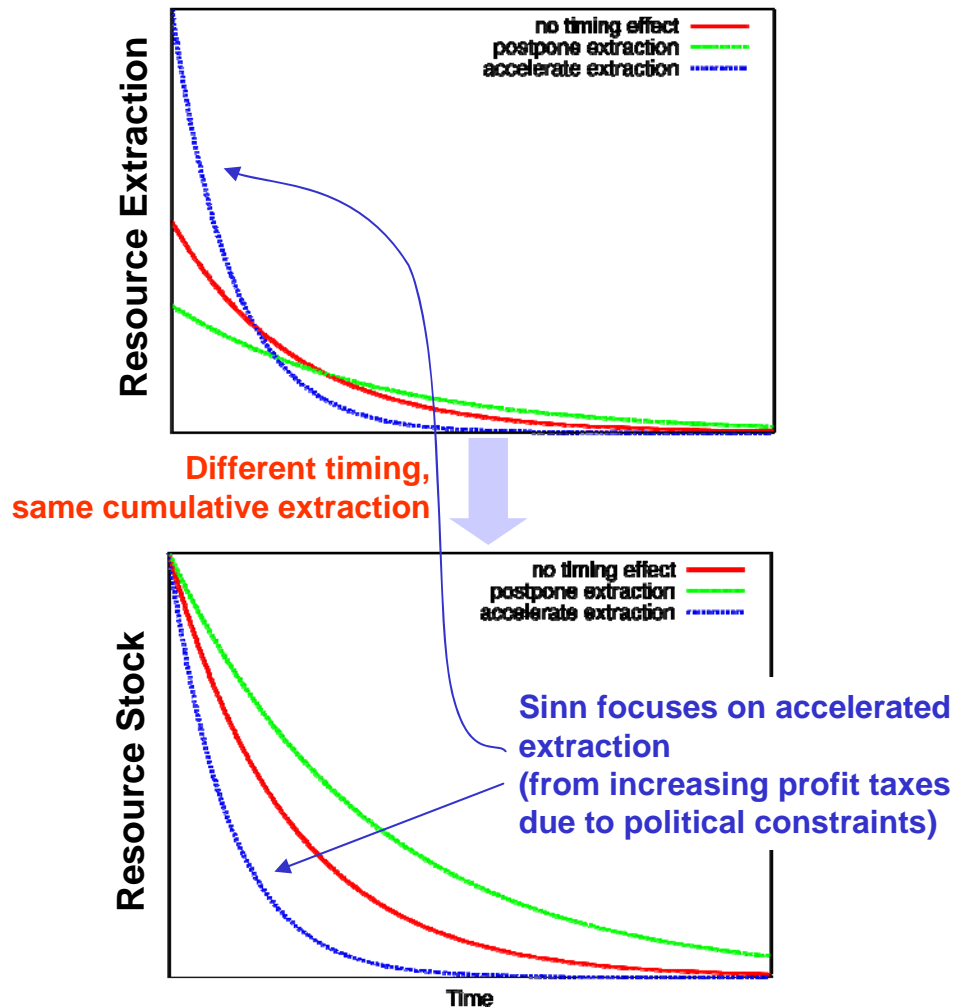 no timing effect
postpone extraction
accelerate extraction
Resource Extraction
Different timing,
same cumulative extraction
no timing effect
postpone extraction
accelerate extraction
Resource Stock
Sinn focuses on accelerated
extraction
(from increasing profit taxes
due to political constraints)
Time